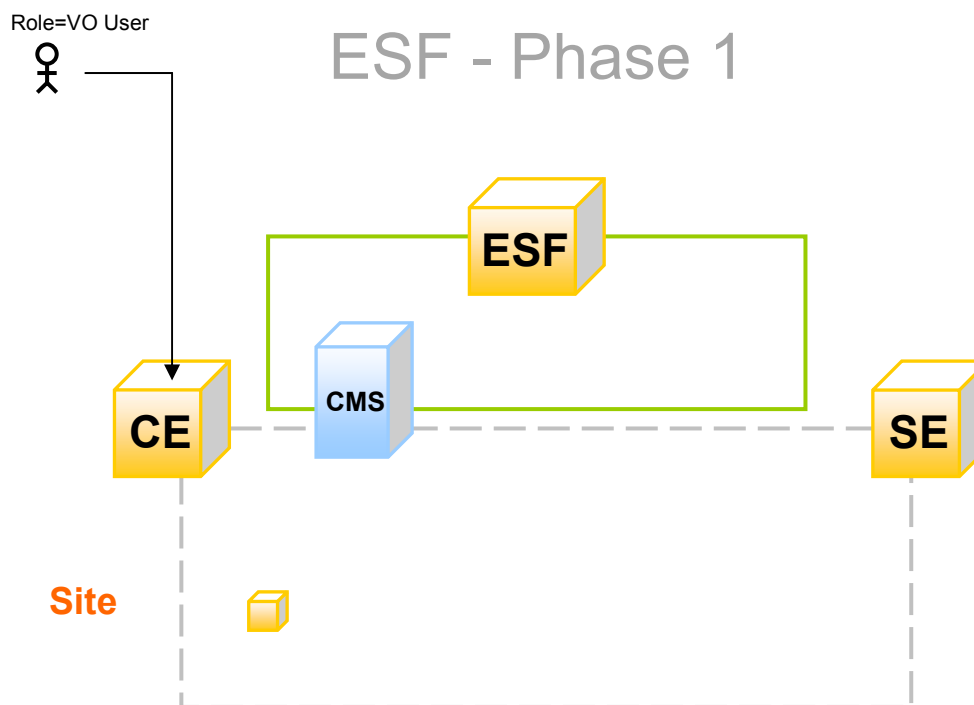 Role=VO User
ESF - Phase 1
ESF
CMS
CE
SE
Site